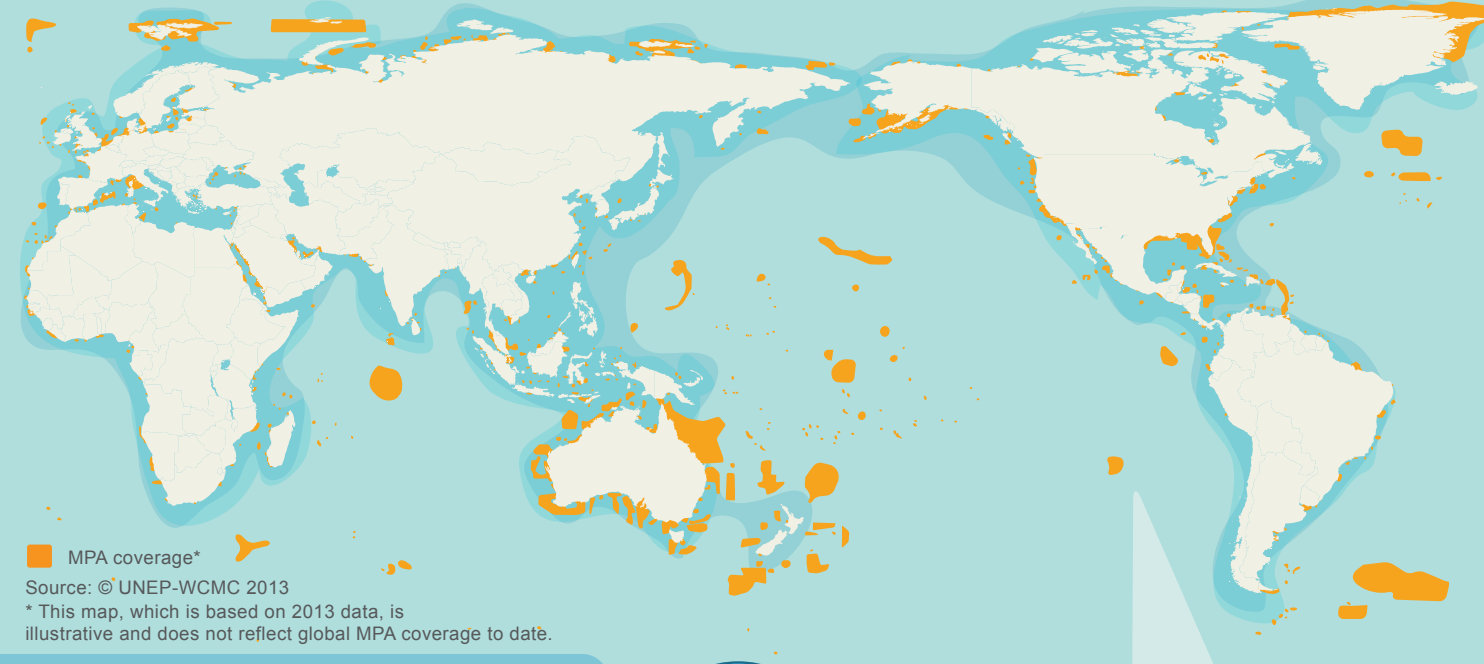 MPA coverage*
Source: © UNEP-WCMC 2013
* This map, which is based on 2013 data, is
illustrative and does not reflect global MPA coverage to date.